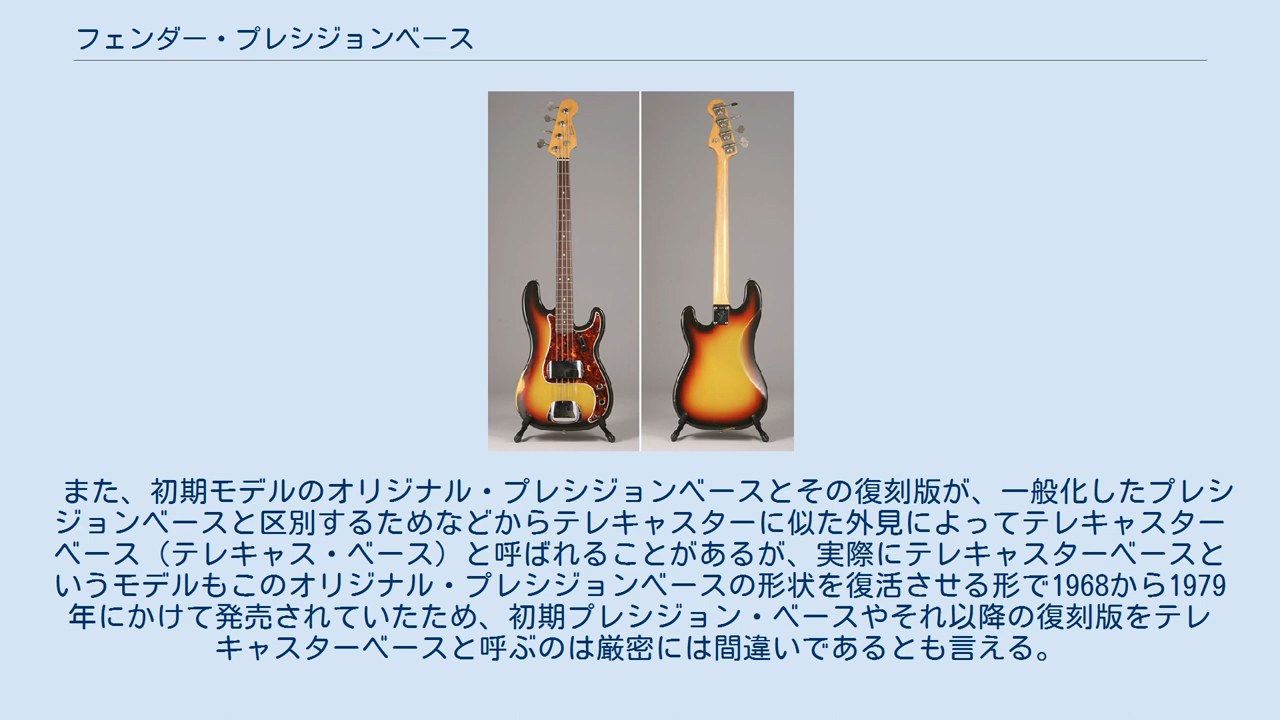 フェンダー・プレシジョンベース
また、初期モデルのオリジナル・プレシジョンベースとその復刻版が、一般化したプレシ
ジョンベースと区別するためなどからテレキャスターに似た外見によってテレキャスター
ベース（テレキャス・ベース）と呼ばれることがあるが、実際にテレキャスターベースと
いうモデルもこのオリジナル・プレシジョンベースの形状を復活させる形で1968から1979
年にかけて発売されていたため、初期プレシジョン・ベースやそれ以降の復刻版をテレ
キャスターベースと呼ぶのは厳密には間違いであるとも言える。